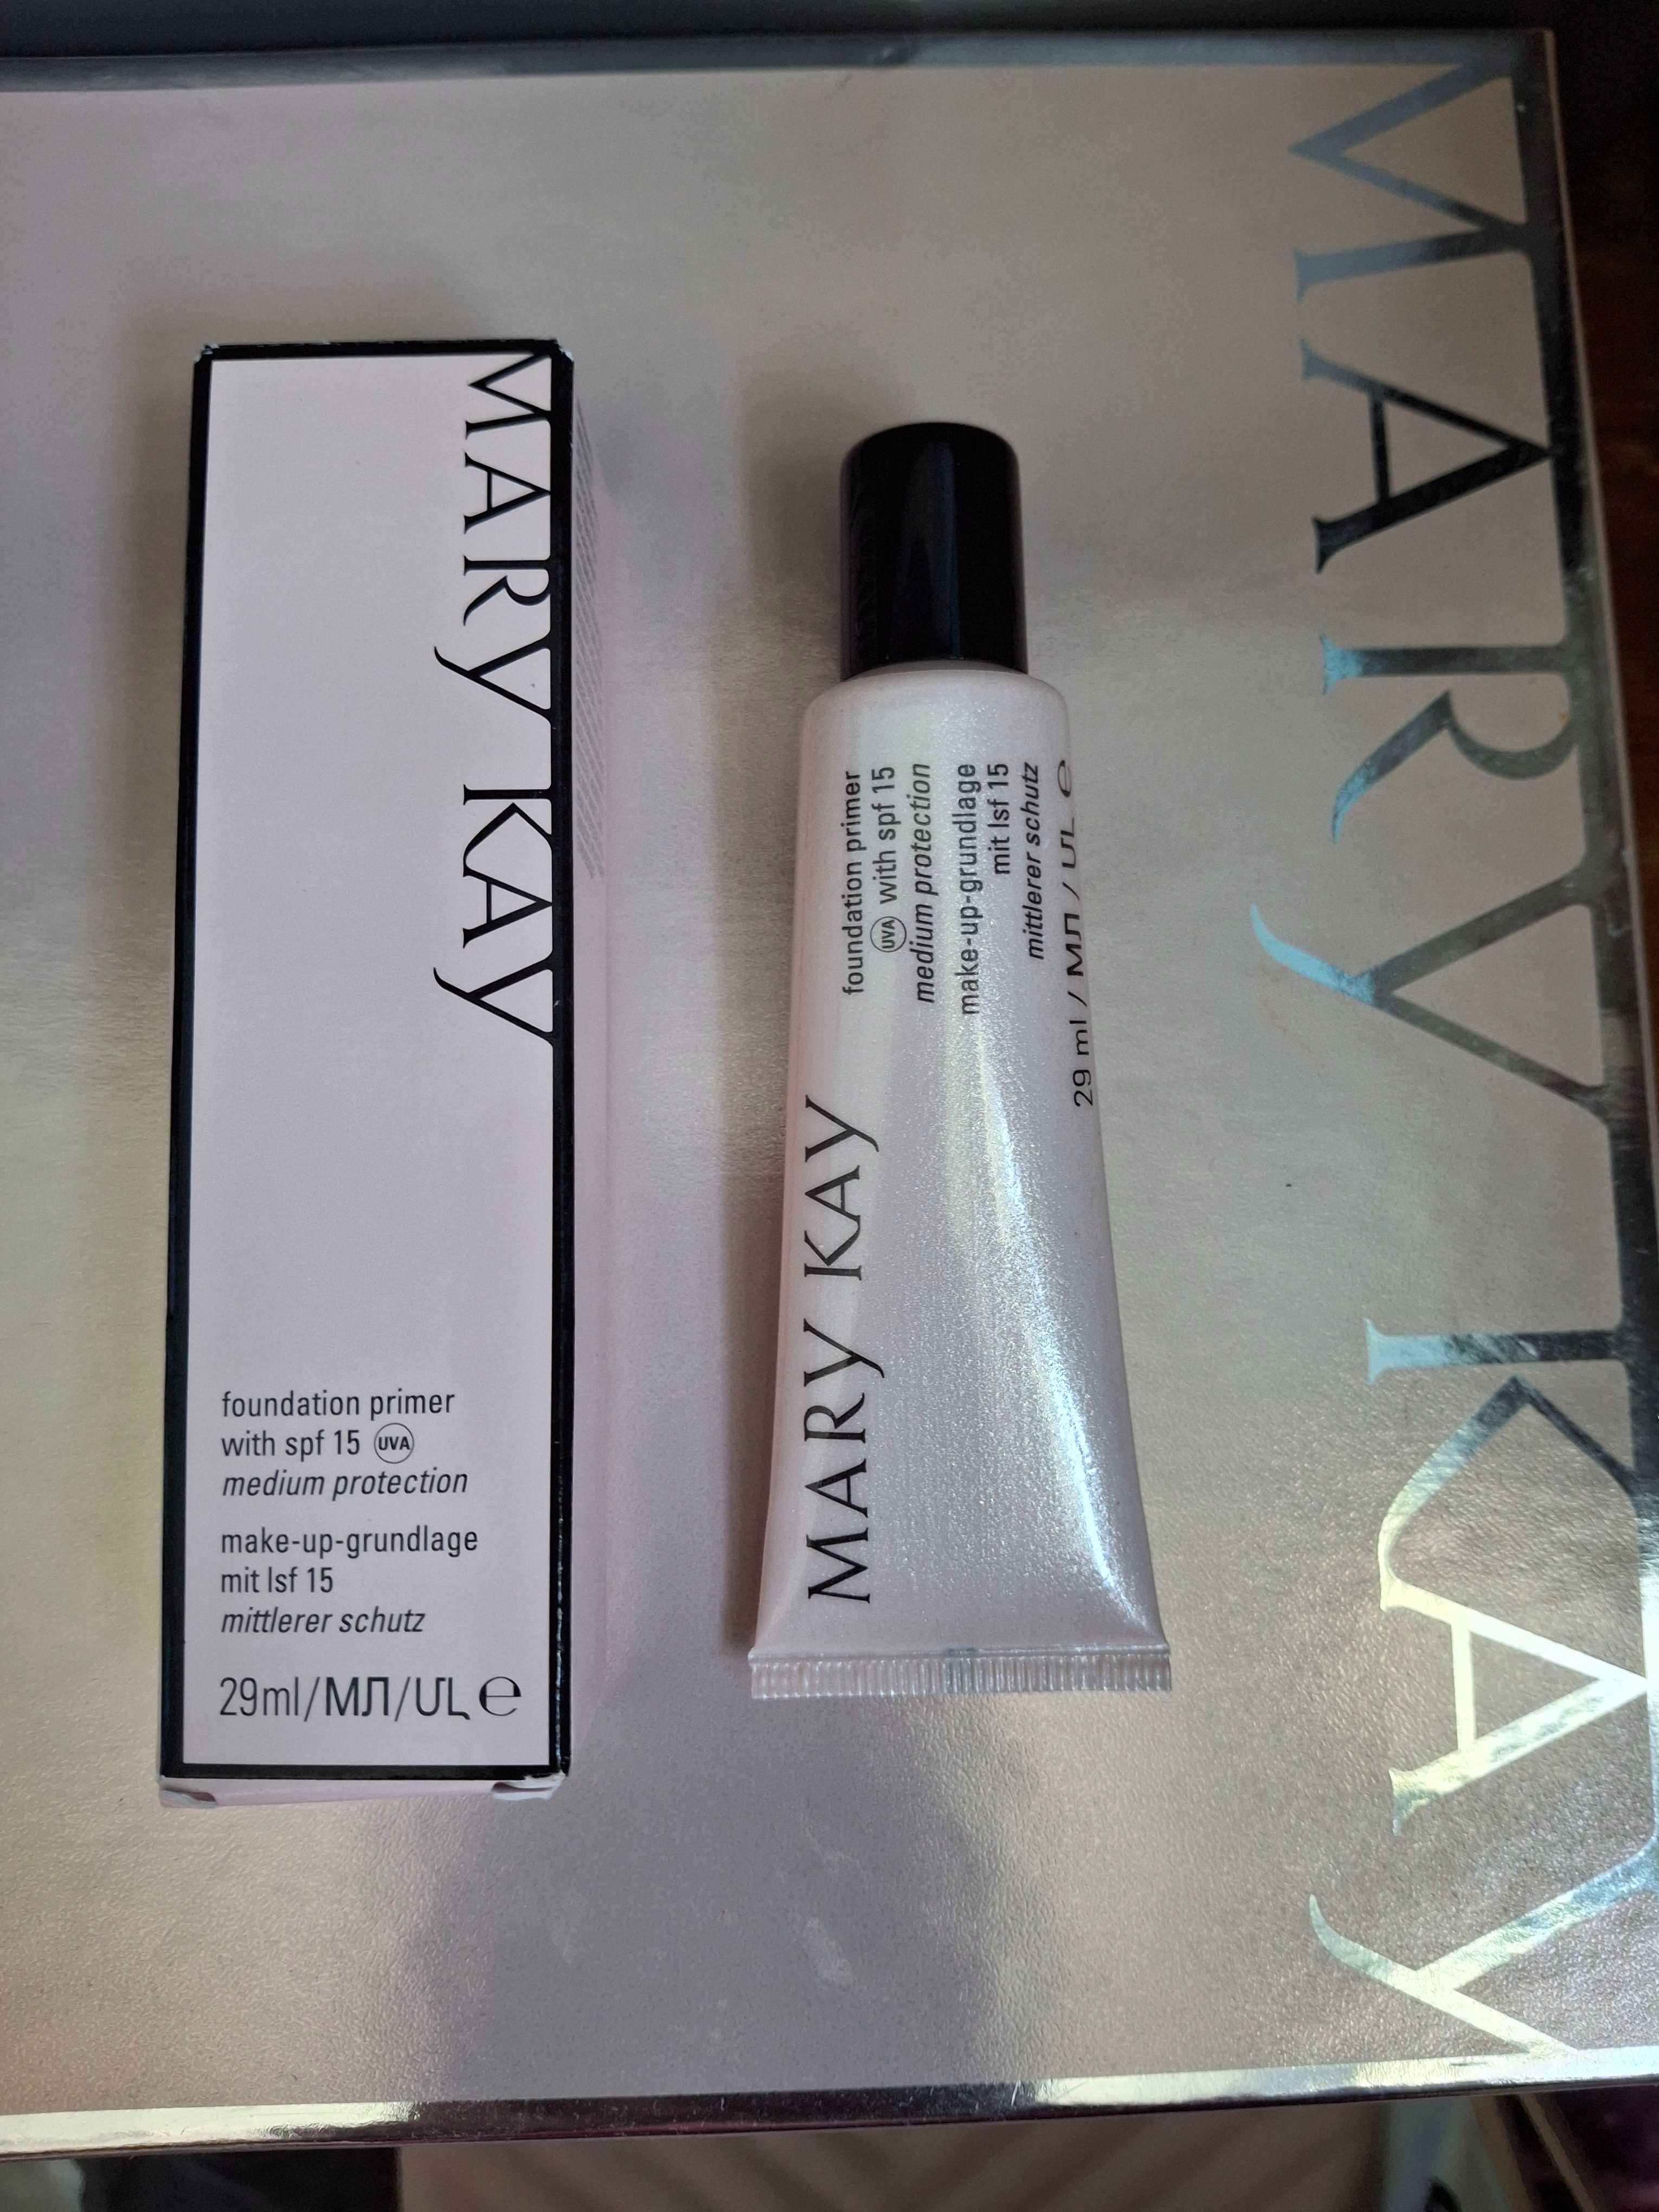 MARY KAY
foundation primer
with spf 15 UVA
medium protection
make-up-grundlage
mit lsf 15
mittlerer schutz
29ml/МЛ/ՄԼ ℮
MARY KAY
foundation primer
UVA with spf 15
medium protection
make-up-grundlage
mit lsf 15
mittlerer schutz
29 ml / МЛ / ՄԼ ℮
MARY KAY